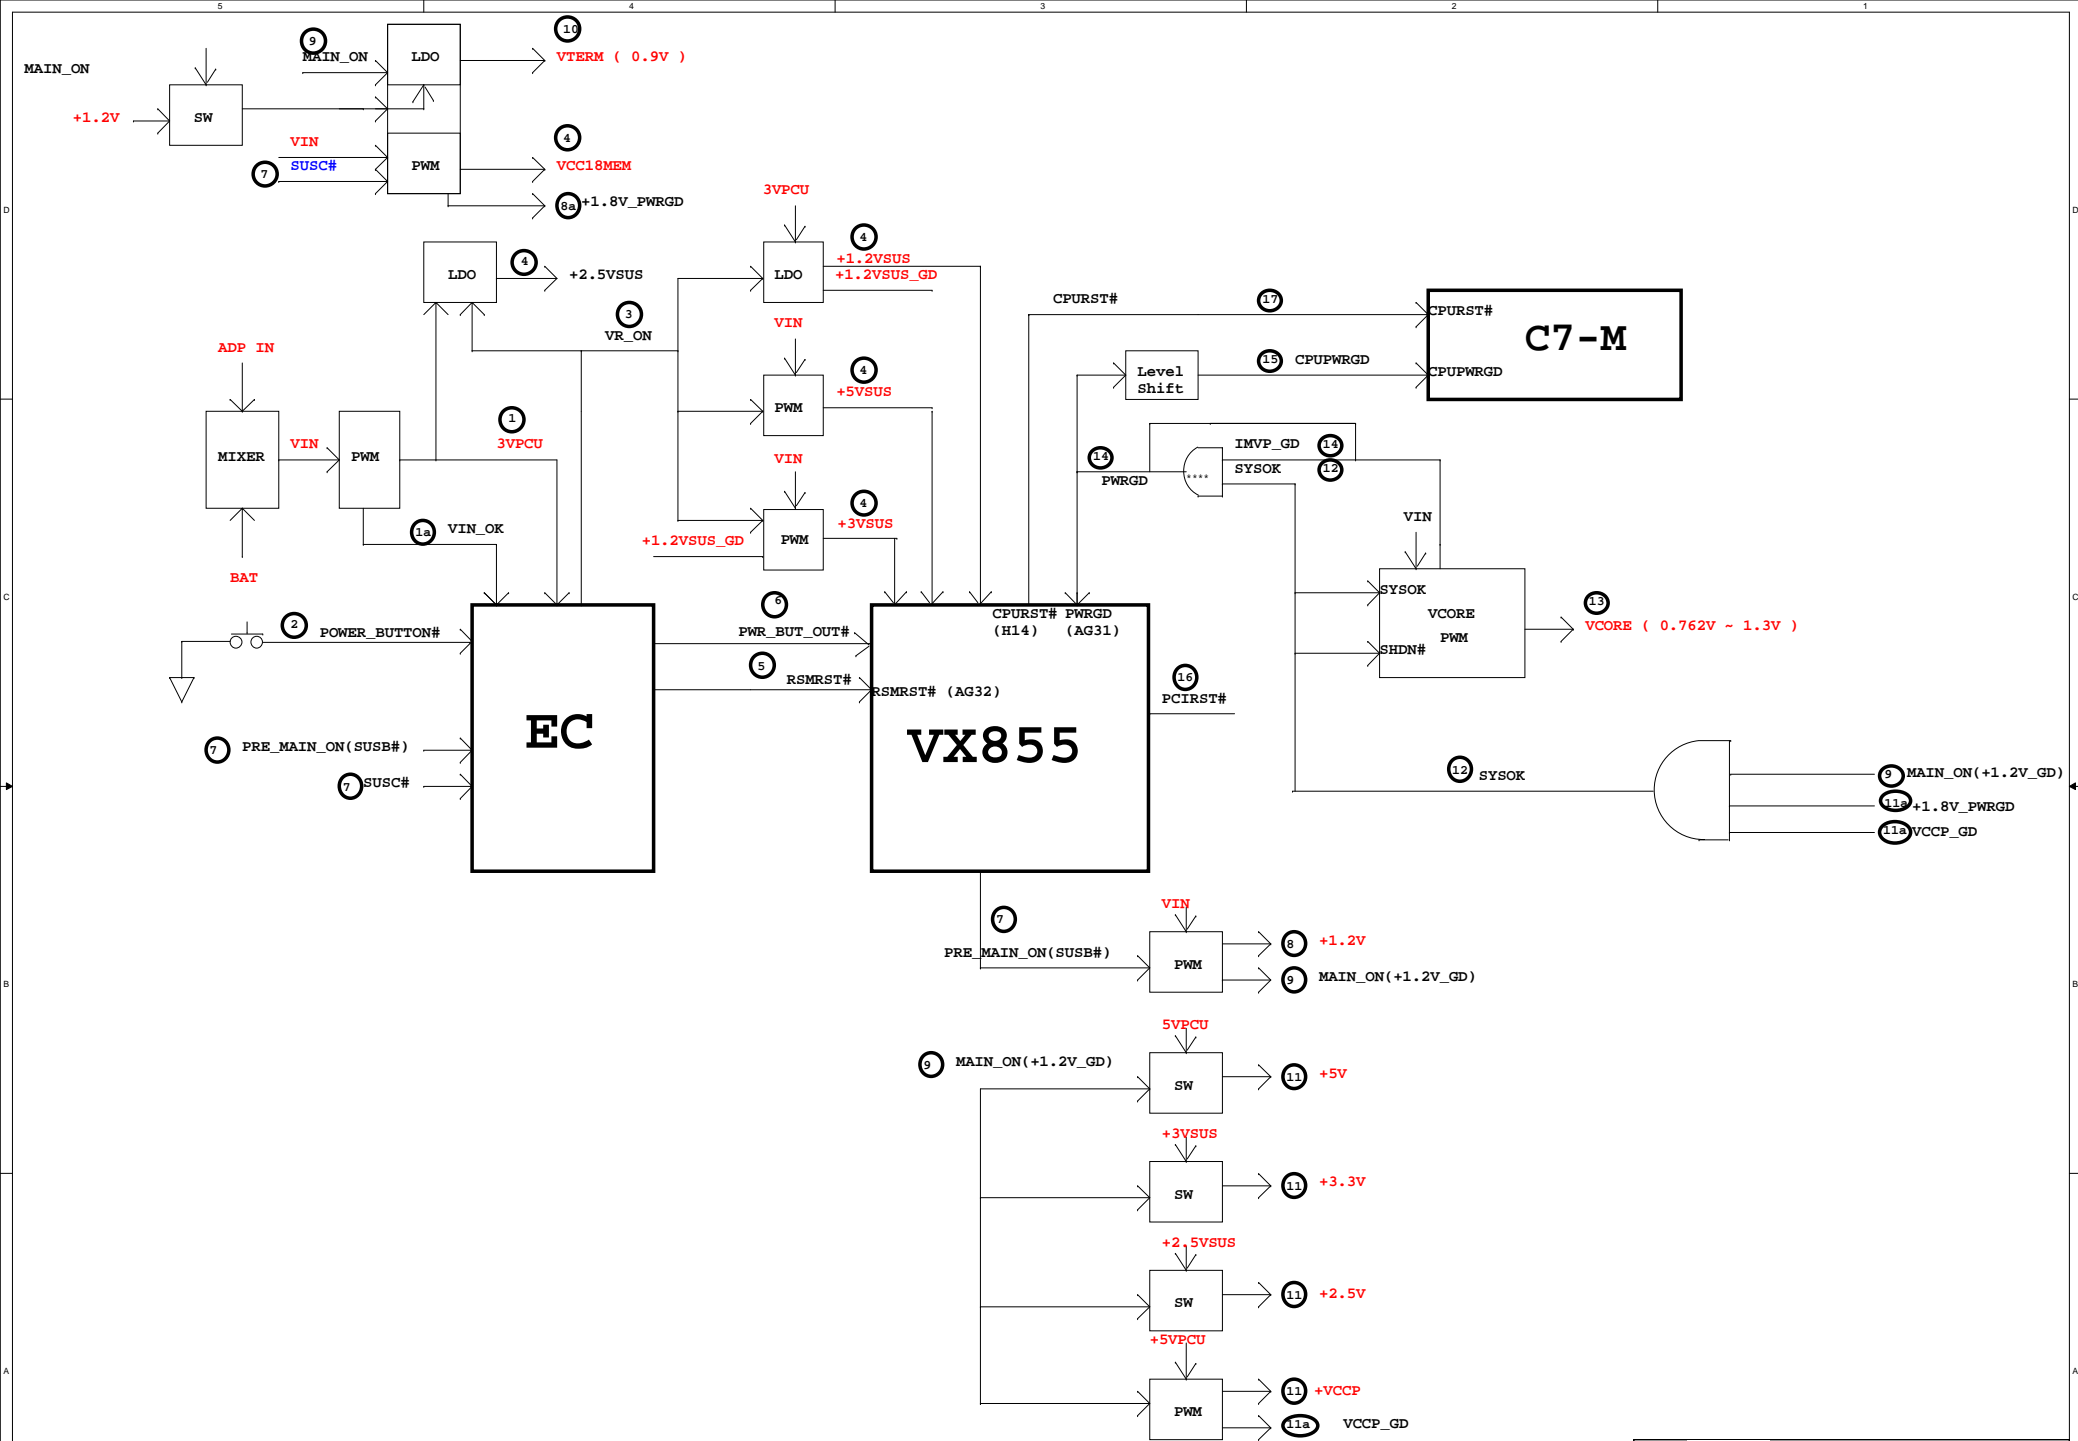 5 4 3 2 1
9
10
MAIN_ON
LDO
VTERM ( 0.9V )
MAIN_ON
+1.2V
SW
VIN
4
SUSC#
7
PWM
VCC18MEM
8a +1.8V_PWRGD
3VPCU
D
D
4
LDO
4
+2.5VSUS
LDO
+1.2VSUS
+1.2VSUS_GD
3
VR_ON
CPURST#
17
CPURST#
C7-M
VIN
ADP IN
Level
Shift
15
CPUPWRGD
CPUPWRGD
4
+5VSUS
PWM
1
3VPCU
MIXER
VIN
PWM
VIN
14
PWRGD
****
IMVP_GD
14
SYSOK
12
4
+3VSUS
PWM
+1.2VSUS_GD
1a
VIN_OK
VIN
BAT
C
C
2
POWER_BUTTON#
6
PWR_BUT_OUT#
CPURST# PWRGD
(H14) (AG31)
SYSOK
VCORE
PWM
SHDN#
13
VCORE ( 0.762V ~ 1.3V )
5
RSMRST#
RSMRST# (AG32)
16
PCIRST#
EC
VX855
7
PRE_MAIN_ON(SUSB#)
7
SUSC#
12
SYSOK
9
MAIN_ON(+1.2V_GD)
11a
+1.8V_PWRGD
11a
VCCP_GD
7
PRE_MAIN_ON(SUSB#)
VIN
PWM
8
+1.2V
9
MAIN_ON(+1.2V_GD)
B
B
9
MAIN_ON(+1.2V_GD)
5VPCU
SW
11
+5V
+3VSUS
SW
11
+3.3V
+2.5VSUS
SW
11
+2.5V
+5VPCU
PWM
11
+VCCP
11a
VCCP_GD
A
A